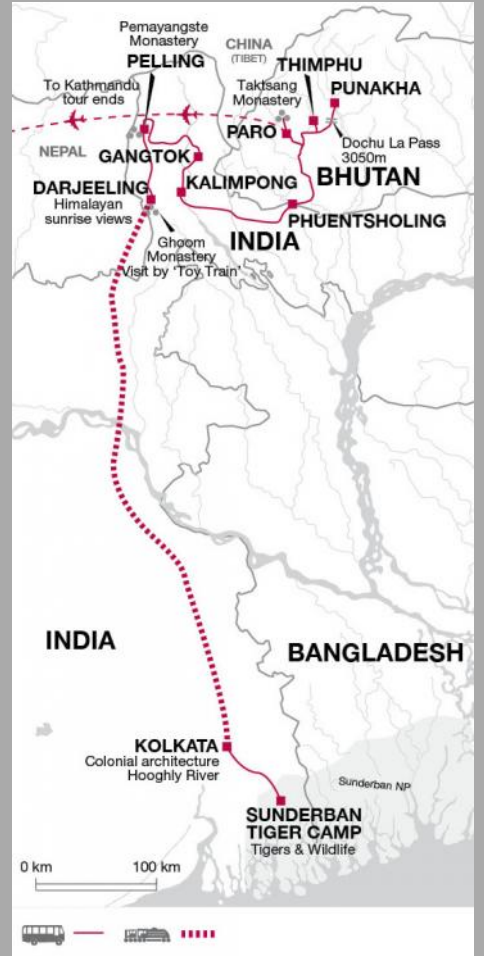 Pemayangste
Monastery
PELLING
CHINA
(TIBET)
THIMPHU
To Kathmandu
tour ends
Taktsang
Monastery
PUNAKHA
PARO
Dochu La Pass
3050m
NEPAL
GANGTOK
BHUTAN
DARJEELING
Himalayan
sunrise views
KALIMPONG
PHUENTSHOLING
INDIA
Ghoom
Monastery
Visit by 'Toy Train'
INDIA
BANGLADESH
KOLKATA
Colonial architecture
Hooghly River
Sunderban NP
SUNDERBAN
TIGER CAMP
Tigers & Wildlife
0 km
100 km